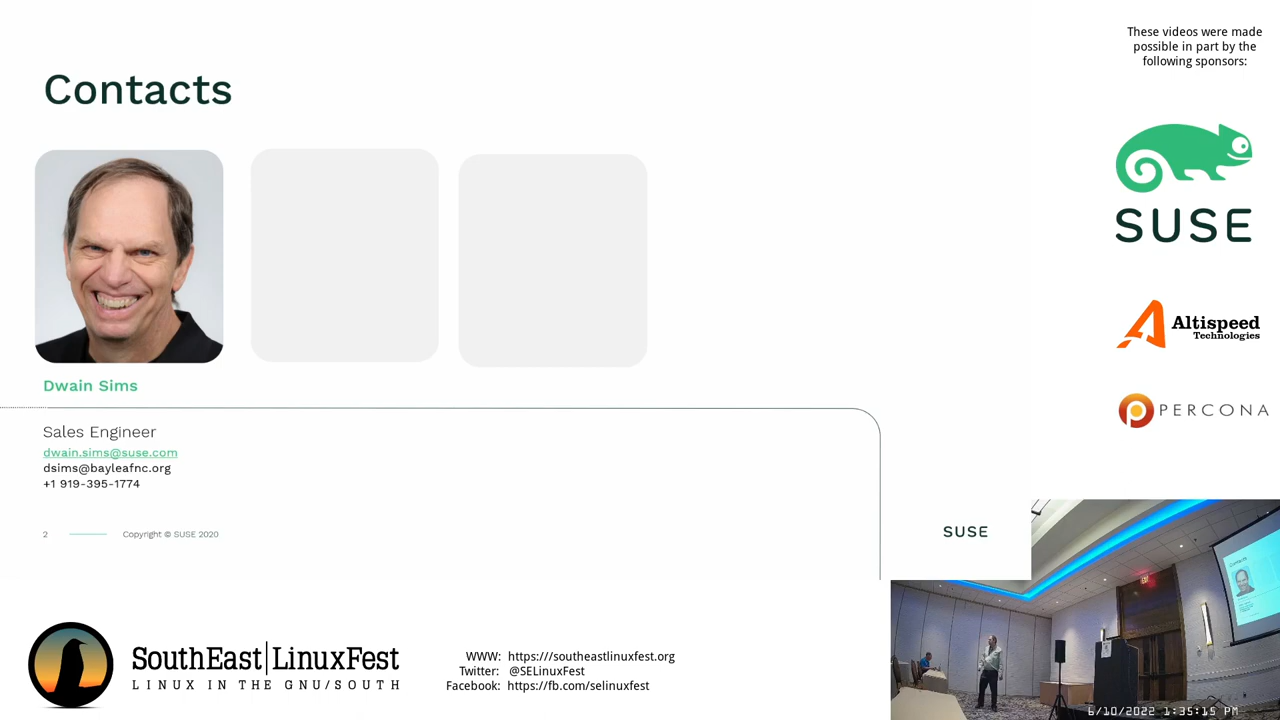 Contacts
Dwain Sims
Sales Engineer
dwain.sims@suse.com
dsims@bayleafnc.org
+1 919-395-1774
2
Copyright © SUSE 2020
SUSE
These videos were made
possible in part by the
following sponsors:
SUSE
Altispeed
Technologies
PERCONA
SouthEast|LinuxFest
LINUX IN THE GNU/SOUTH
WWW: https:///southeastlinuxfest.org
Twitter: @SELinuxFest
Facebook: https://fb.com/selinuxfest
Contacts
6/10/2022 1:35:15 PM